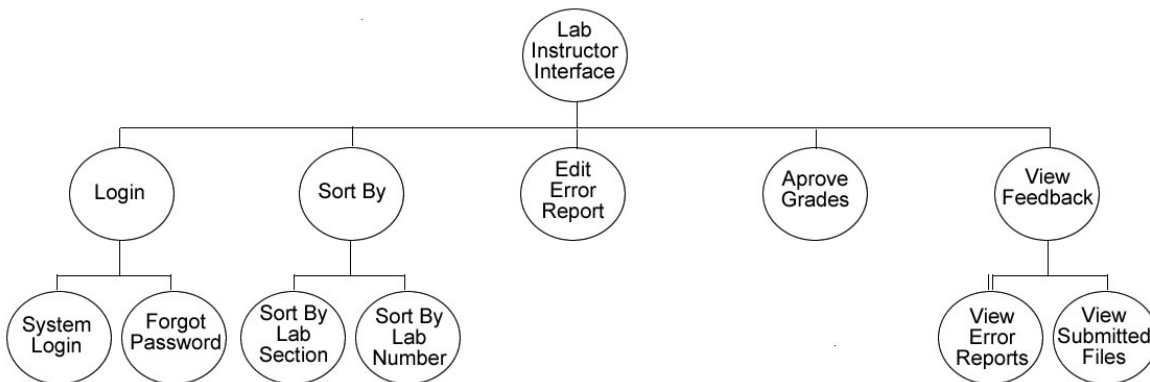 Lab
Instructor
Interface
Login
Sort By
Edit
Error
Report
Aprove
Grades
View
Feedback
System
Login
Forgot
Password
Sort By
Lab
Section
Sort By
Lab
Number
View
Error
Reports
View
Submitted
Files